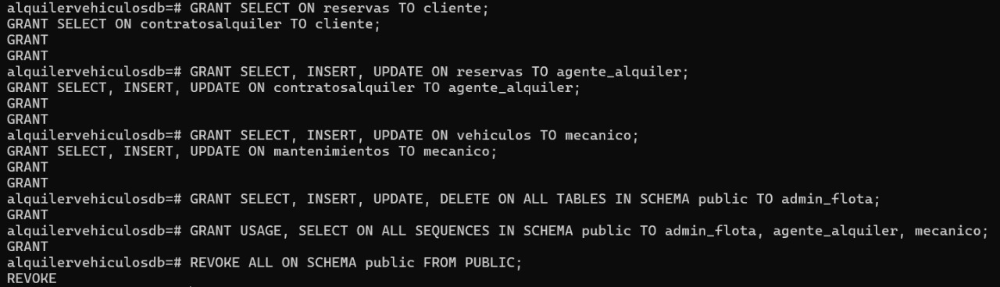 alquilervehiculosdb=# GRANT SELECT ON reservas TO cliente;
GRANT SELECT ON contratosalquiler TO cliente;
GRANT
GRANT
alquilervehiculosdb=# GRANT SELECT, INSERT, UPDATE ON reservas TO agente_alquiler;
GRANT SELECT, INSERT, UPDATE ON contratosalquiler TO agente_alquiler;
GRANT
GRANT
alquilervehiculosdb=# GRANT SELECT, INSERT, UPDATE ON vehiculos TO mecanico;
GRANT SELECT, INSERT, UPDATE ON mantenimientos TO mecanico;
GRANT
GRANT
alquilervehiculosdb=# GRANT SELECT, INSERT, UPDATE, DELETE ON ALL TABLES IN SCHEMA public TO admin_flota;
GRANT
alquilervehiculosdb=# GRANT USAGE, SELECT ON ALL SEQUENCES IN SCHEMA public TO admin_flota, agente_alquiler, mecanico;
GRANT
alquilervehiculosdb=# REVOKE ALL ON SCHEMA public FROM PUBLIC;
REVOKE